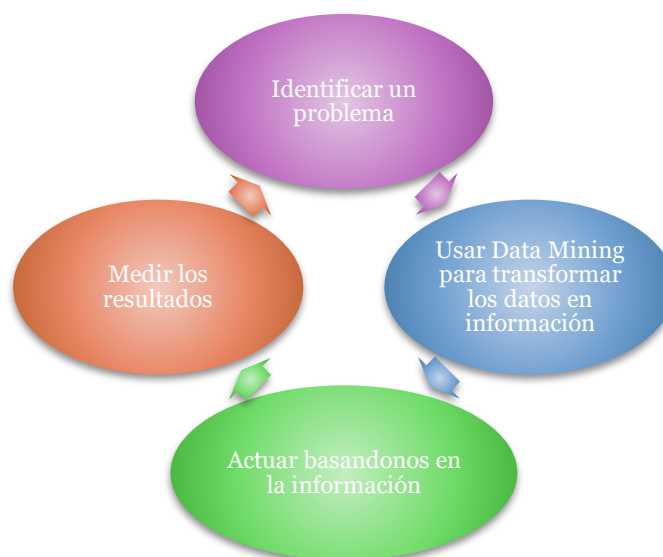 Identificar un
problema
Usar Data Mining
para transformar
los datos en
información
Actuar basandonos en
la información
Medir los
resultados